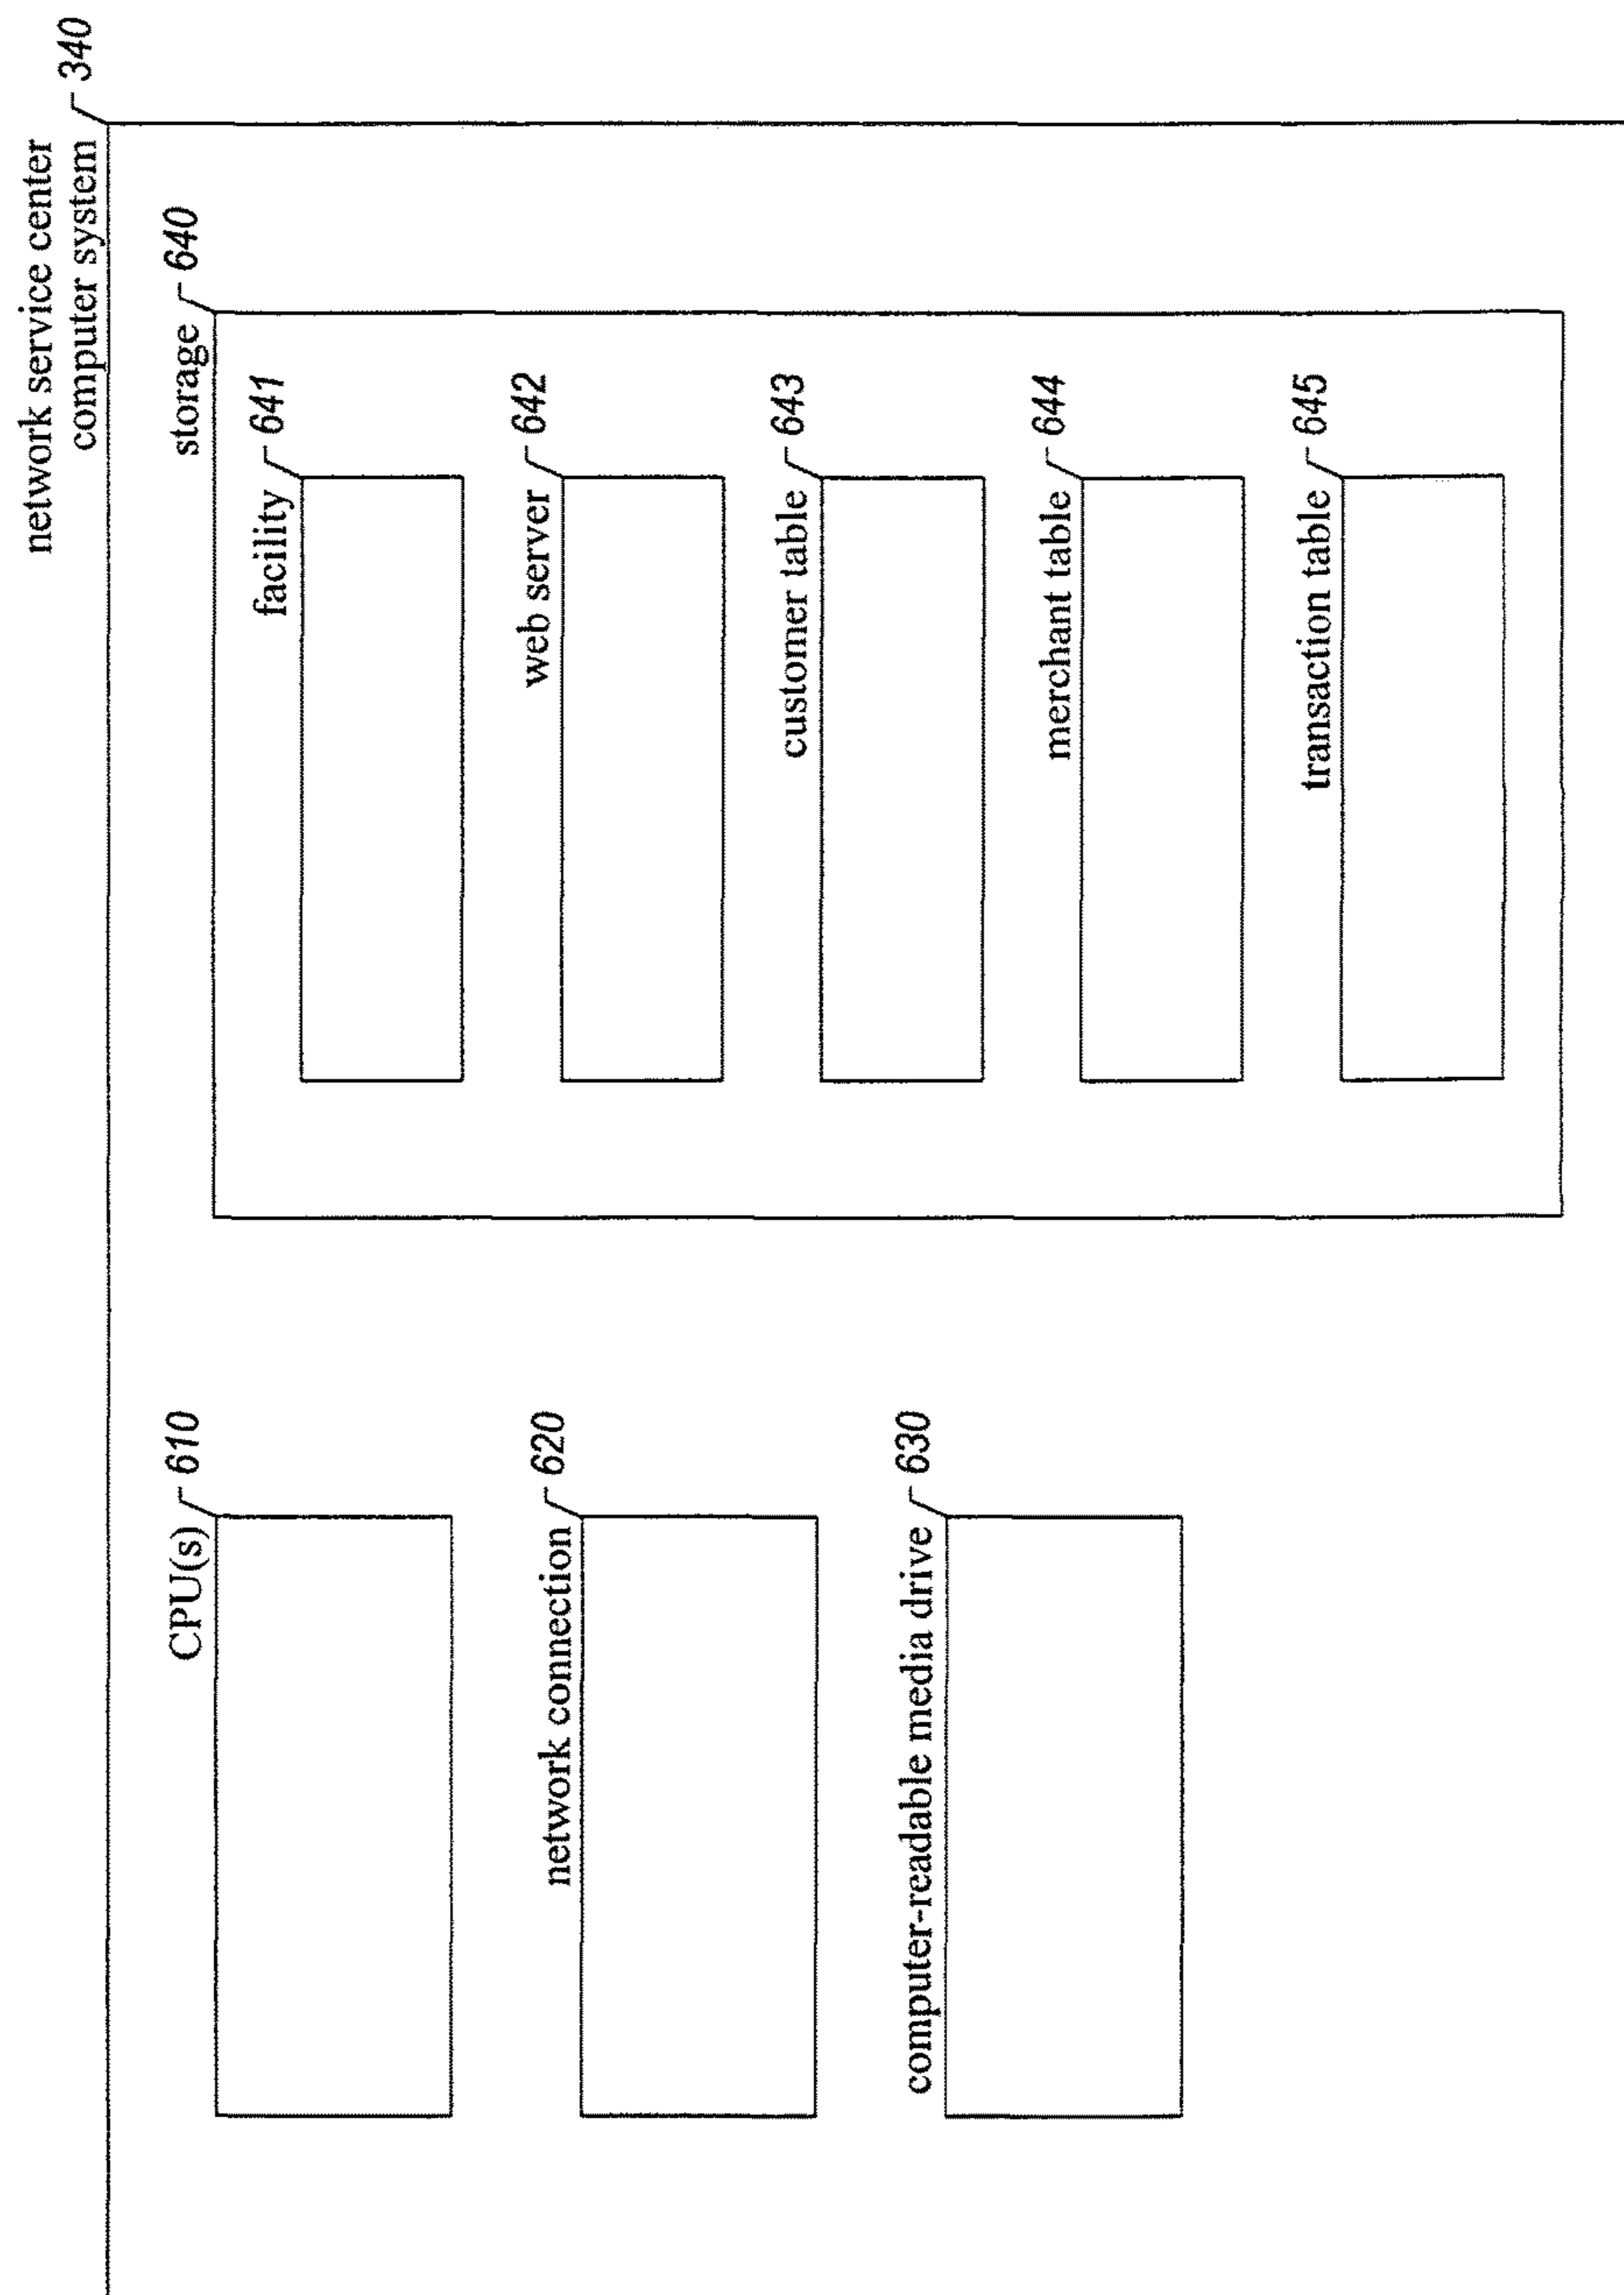 network service center
computer system 340
CPU(s) 610
network connection 620
computer-readable media drive 630
storage 640
facility 641
web server 642
customer table 643
merchant table 644
transaction table 645